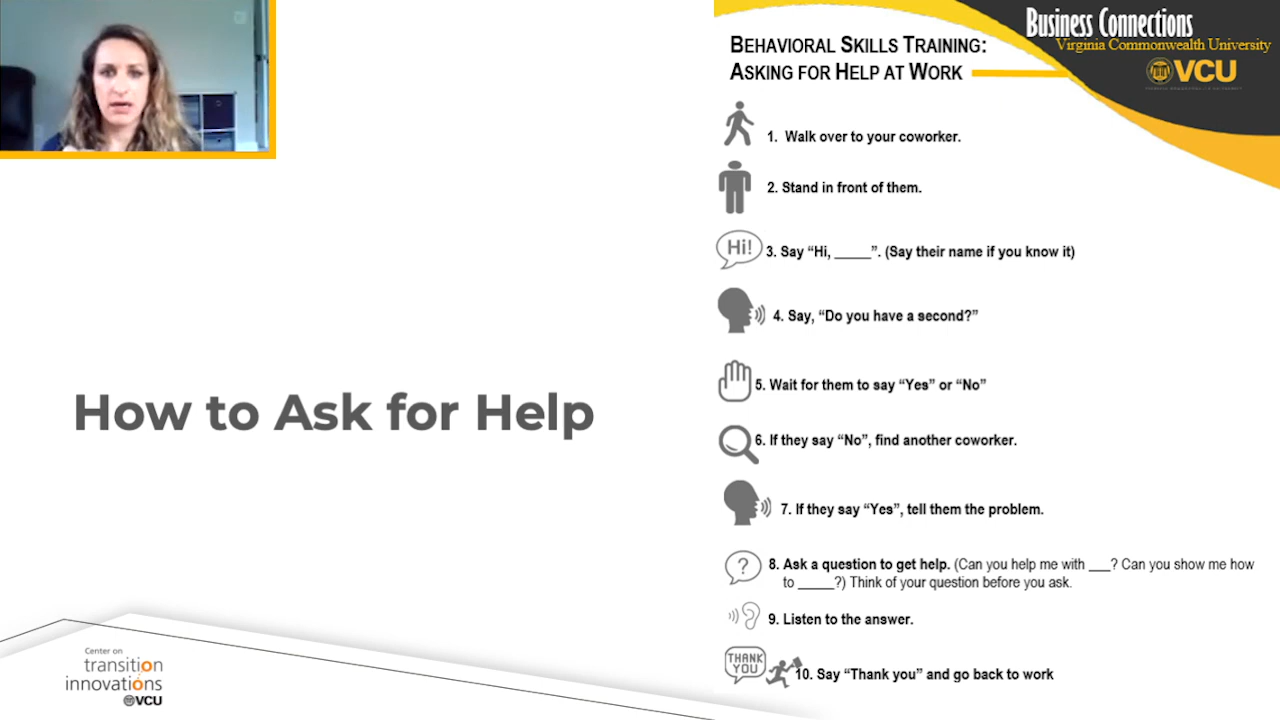 Business Connections
Virginia Commonwealth University
VCU
BEHAVIORAL SKILLS TRAINING:
ASKING FOR HELP AT WORK
1. Walk over to your coworker.
2. Stand in front of them.
Hi!
3. Say “Hi, _____”. (Say their name if you know it)
4. Say, “Do you have a second?”
5. Wait for them to say “Yes” or “No”
6. If they say “No”, find another coworker.
7. If they say “Yes”, tell them the problem.
?
8. Ask a question to get help. (Can you help me with ___? Can you show me how
to _____?) Think of your question before you ask.
9. Listen to the answer.
THANK
YOU
10. Say “Thank you” and go back to work
How to Ask for Help
Center on
transition
innovations
VCU